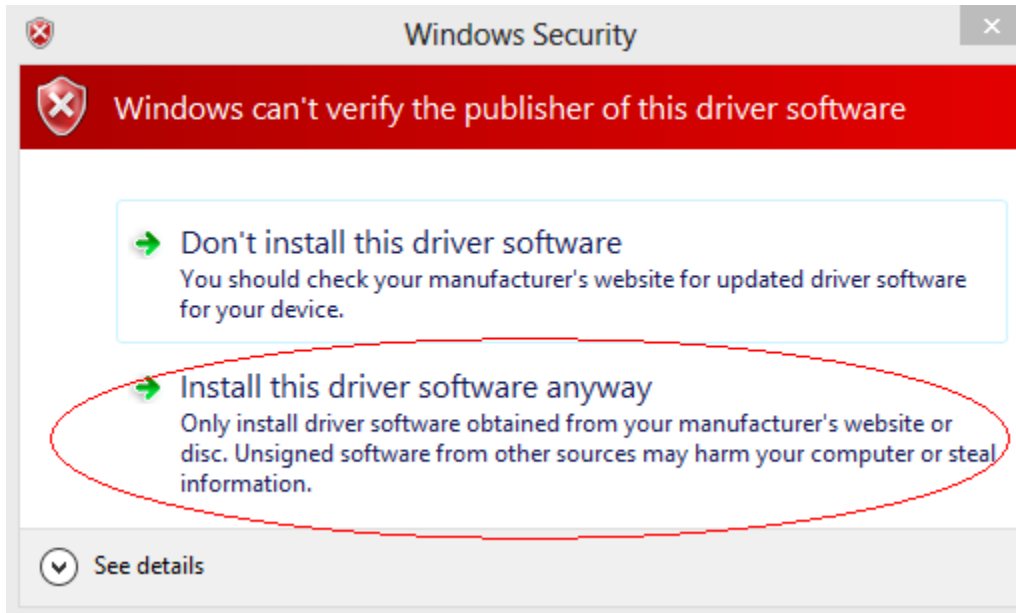 Windows Security
Windows can't verify the publisher of this driver software
Don't install this driver software
You should check your manufacturer's website for updated driver software
for your device.
Install this driver software anyway
Only install driver software obtained from your manufacturer's website or
disc. Unsigned software from other sources may harm your computer or steal
information.
See details